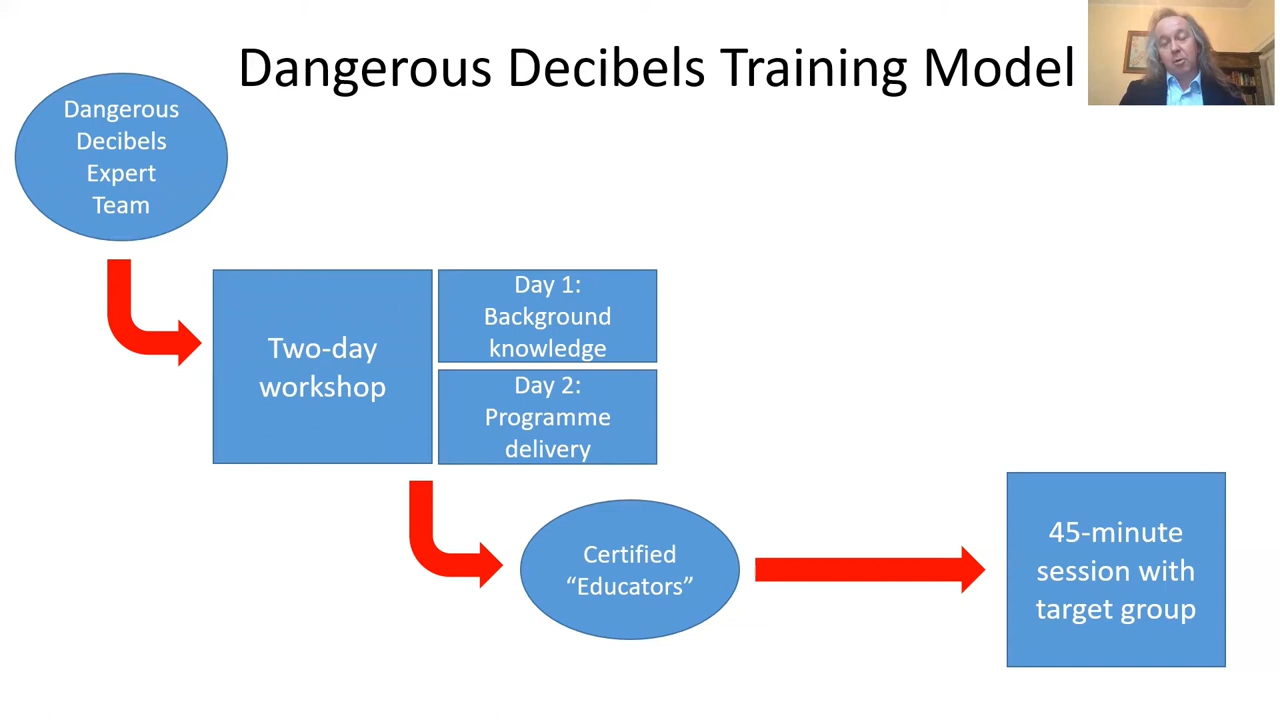 Dangerous Decibels Training Model
Dangerous
Decibels
Expert
Team
Two-day
workshop
Day 1:
Background
knowledge
Day 2:
Programme
delivery
Certified
“Educators”
45-minute
session with
target group